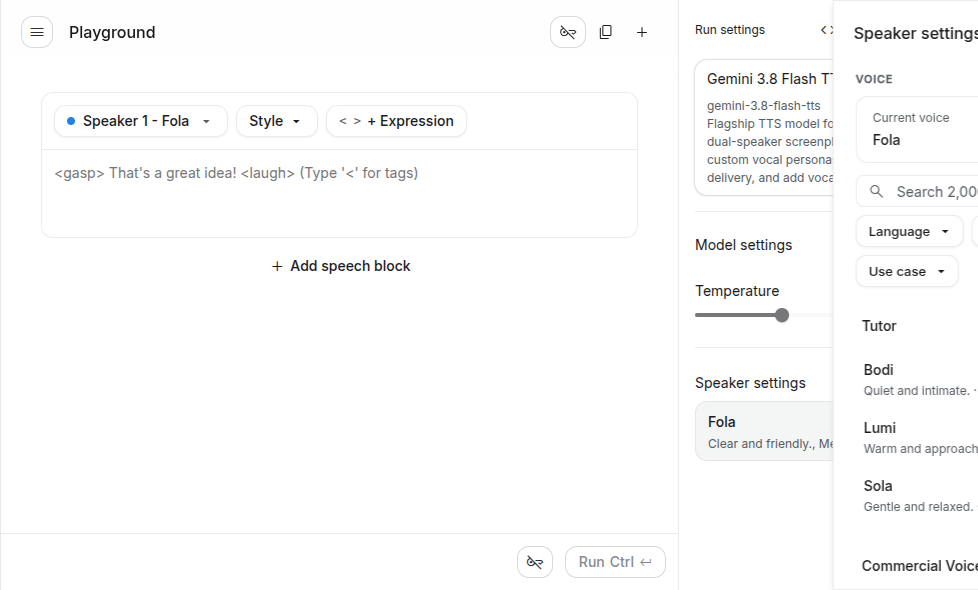 Playground
Speaker 1 - Fola
Style
< > + Expression
<gasp> That's a great idea! <laugh> (Type '<' for tags)
+ Add speech block
Run Ctrl ↵
Run settings
<>
Gemini 3.8 Flash TT
gemini-3.8-flash-tts
Flagship TTS model fo
dual-speaker screenpl
custom vocal persona
delivery, and add voca
Model settings
Temperature
Speaker settings
Fola
Clear and friendly., Me
Speaker settings
VOICE
Current voice
Fola
Search 2,00
Language
Use case
Tutor
Bodi
Quiet and intimate. ·
Lumi
Warm and approach
Sola
Gentle and relaxed.
Commercial Voice